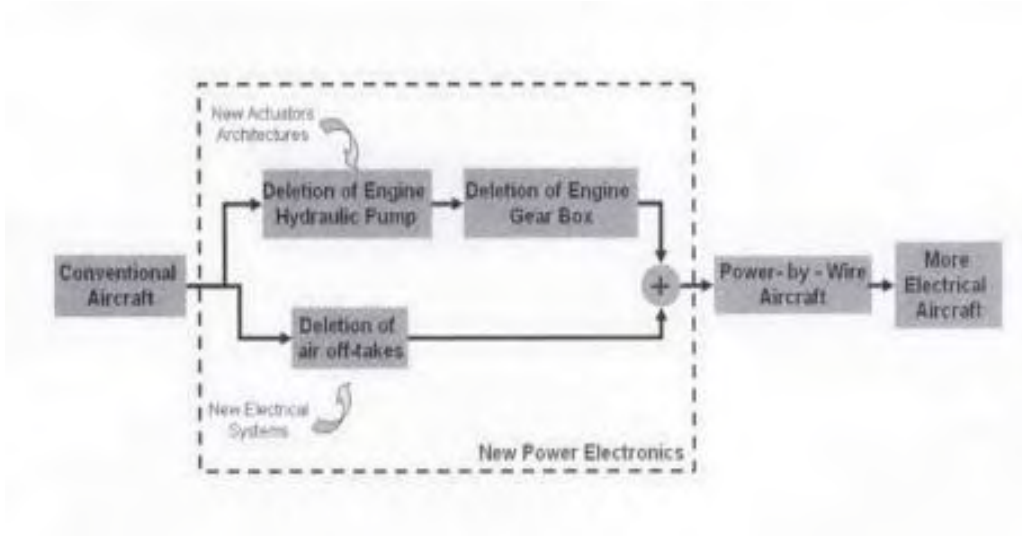 New Actuators
Architectures
Deletion of Engine
Hydraulic Pump
Deletion of Engine
Gear Box
Conventional
Aircraft
+
Power- by - Wire
Aircraft
More
Electrical
Aircraft
Deletion of
air off-takes
New Electrical
Systems
New Power Electronics